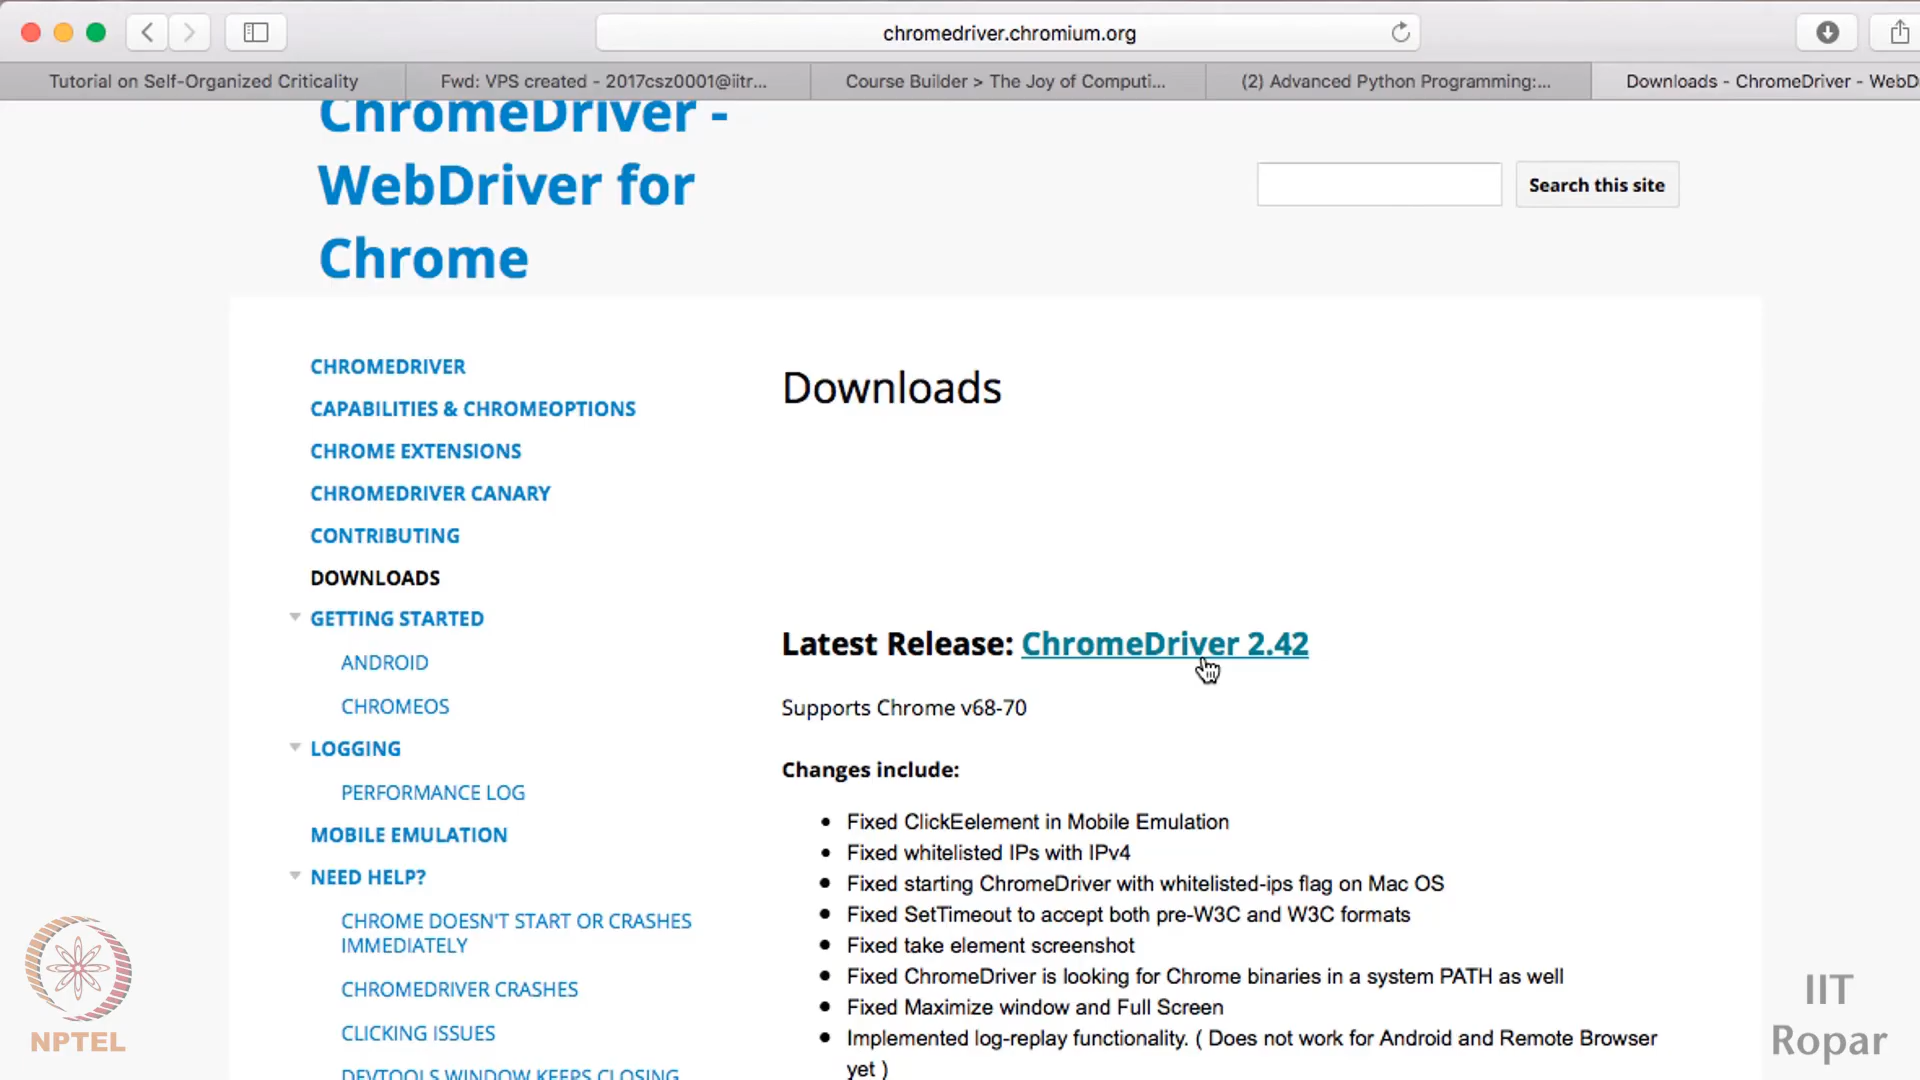 chromedriver.chromium.org
Tutorial on Self-Organized Criticality
Fwd: VPS created - 2017csz0001@iitr...
Course Builder > The Joy of Computi...
(2) Advanced Python Programming:...
Downloads - ChromeDriver - WebD
ChromeDriver -
WebDriver for
Chrome
Search this site
CHROMEDRIVER
CAPABILITIES & CHROMEOPTIONS
CHROME EXTENSIONS
CHROMEDRIVER CANARY
CONTRIBUTING
DOWNLOADS
GETTING STARTED
ANDROID
CHROMEOS
LOGGING
PERFORMANCE LOG
MOBILE EMULATION
NEED HELP?
CHROME DOESN'T START OR CRASHES
IMMEDIATELY
CHROMEDRIVER CRASHES
CLICKING ISSUES
DEVTOOLS WINDOW KEEPS CLOSING
Downloads
Latest Release: ChromeDriver 2.42
Supports Chrome v68-70
Changes include:
Fixed ClickEelement in Mobile Emulation
Fixed whitelisted IPs with IPv4
Fixed starting ChromeDriver with whitelisted-ips flag on Mac OS
Fixed SetTimeout to accept both pre-W3C and W3C formats
Fixed take element screenshot
Fixed ChromeDriver is looking for Chrome binaries in a system PATH as well
Fixed Maximize window and Full Screen
Implemented log-replay functionality. ( Does not work for Android and Remote Browser
yet )
NPTEL
IIT
Ropar